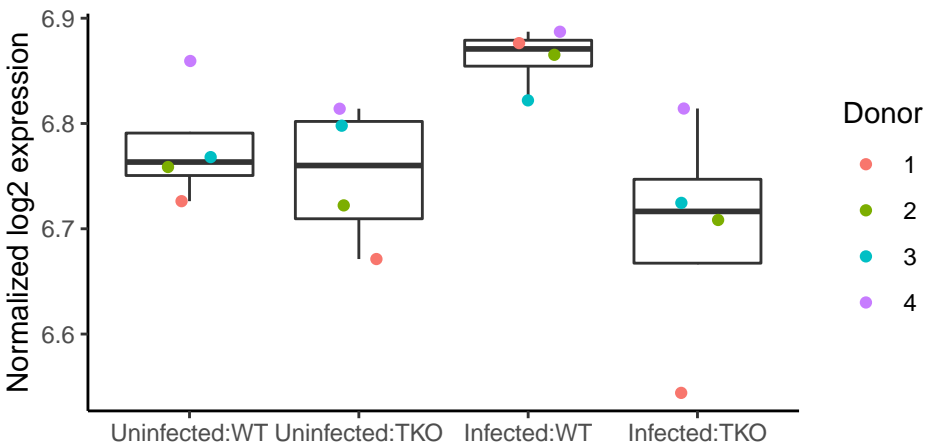 Normalized log2 expression
6.9
6.8
6.7
6.6
Uninfected:WT
Uninfected:TKO
Infected:WT
Infected:TKO
Donor
1
2
3
4